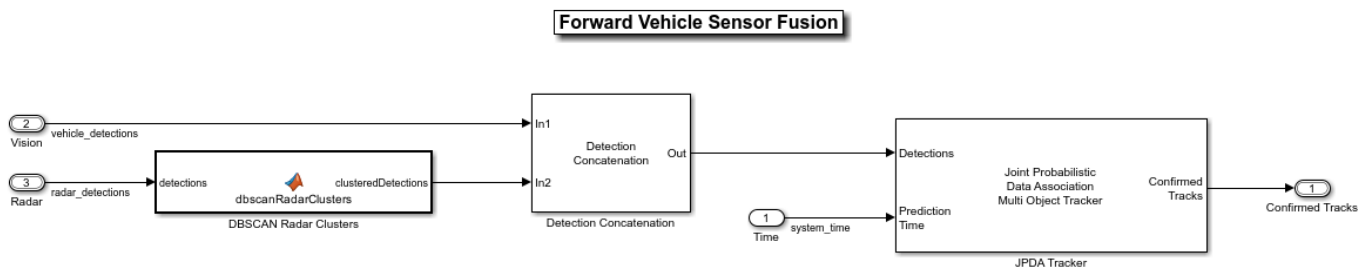 Forward Vehicle Sensor Fusion
2
Vision
vehicle_detections
3
Radar
radar_detections
detections
clusteredDetections
dbscanRadarClusters
DBSCAN Radar Clusters
In1
In2
Detection
Concatenation
Out
Detection Concatenation
1
Time
system_time
Detections
Prediction
Time
Joint Probabilistic
Data Association
Multi Object Tracker
Confirmed
Tracks
JPDA Tracker
1
Confirmed Tracks